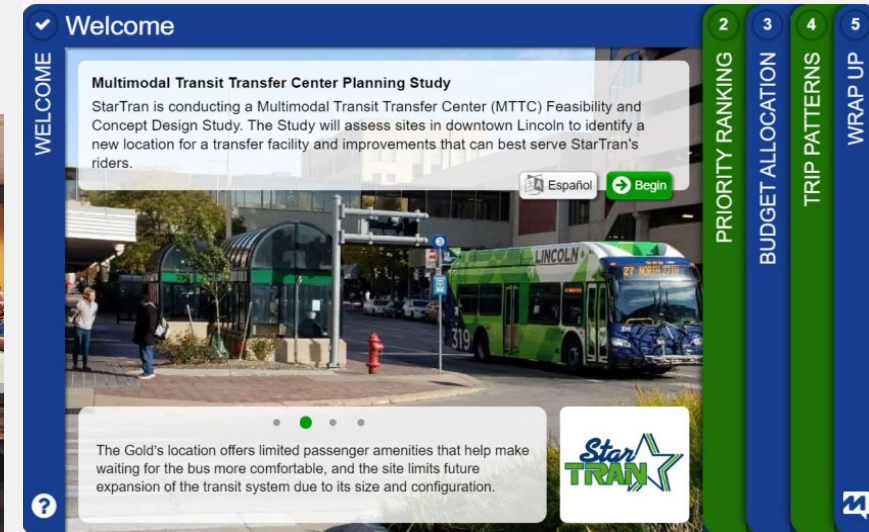 Welcome
WELCOME
Multimodal Transit Transfer Center Planning Study
StarTran is conducting a Multimodal Transit Transfer Center (MTTC) Feasibility and
Concept Design Study. The Study will assess sites in downtown Lincoln to identify a
new location for a transfer facility and improvements that can best serve StarTran's
riders.
Español
Begin
LINCOLN
27 NORTH 27TH
319
The Gold's location offers limited passenger amenities that help make
waiting for the bus more comfortable, and the site limits future
expansion of the transit system due to its size and configuration.
Star
TRAN
?
2
PRIORITY RANKING
3
BUDGET ALLOCATION
4
TRIP PATTERNS
5
WRAP UP